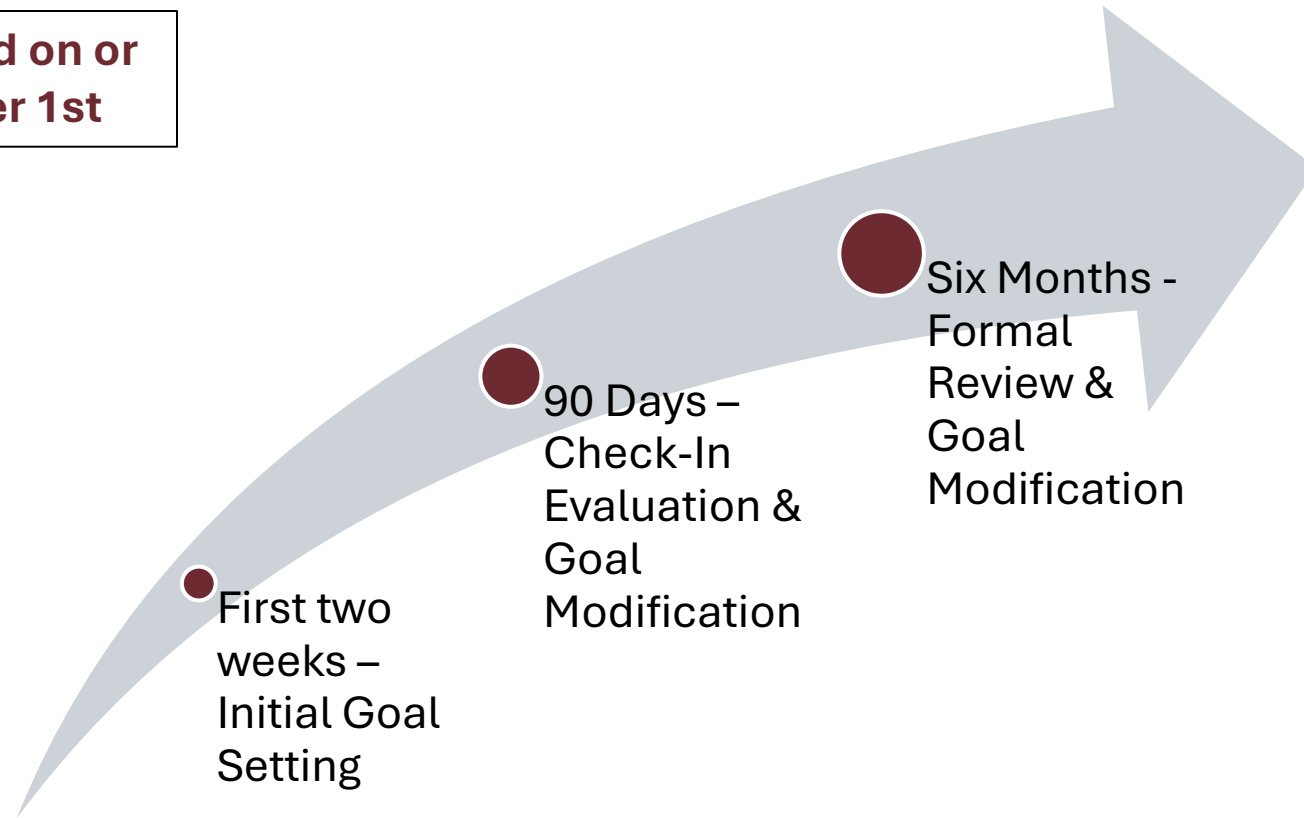 d on or
er 1st
First two
weeks –
Initial Goal
Setting
90 Days –
Check-In
Evaluation &
Goal
Modification
Six Months -
Formal
Review &
Goal
Modification